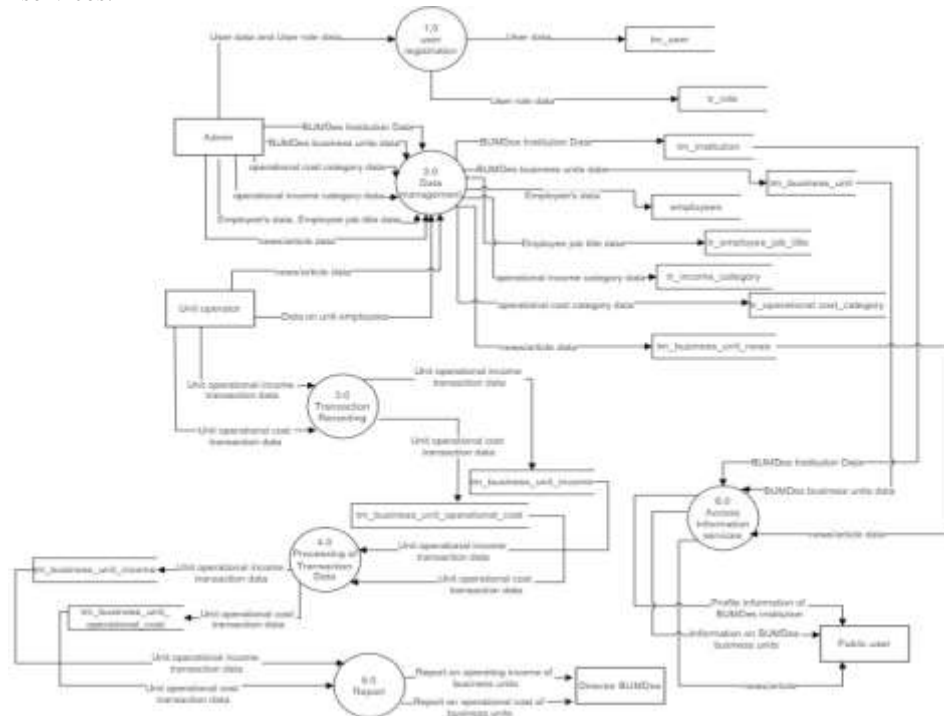 User data and User role data
1.0
user
registration
User data
tm_user
User role data
tr_role
Admin
BUMDes Institution Data
BUMDes business units data
operational cost category data
operational income category data
Employee's data, Employee job title data
news/article data
Data
management
BUMDes Institution Data
tm_institution
BUMDes business units data
tm_business_unit
Employee's data
employees
Employee job title data
tr_employee_job_title
operational income category data
tr_income_category
operational cost category data
tr_operational cost_category
news/article data
tm_business_unit_news
news/article data
Unit operator
Data on unit employees
Unit operational income
transaction data
Unit operational cost
transaction data
3.0
Transaction
Recording
Unit operational income
transaction data
Unit operational cost
transaction data
tm_business_unit_income
tm_business_unit_operational_cost
4.0
Processing of
Transaction
Data
Unit operational income
transaction data
Unit operational cost
transaction data
Unit operational income
transaction data
tm_business_unit_income
Unit operational cost
transaction data
tm_business_unit_
operational_cost
BUMDes Institution Data
BUMDes business units data
news/article data
Access
information
services
Profile information of
BUMDes institution
Information on BUMDes
business units
news/article
Public user
Unit operational income
transaction data
Unit operational cost
transaction data
Report
Report on operating income of
business units
Report on operational cost of
business units
BUMDes